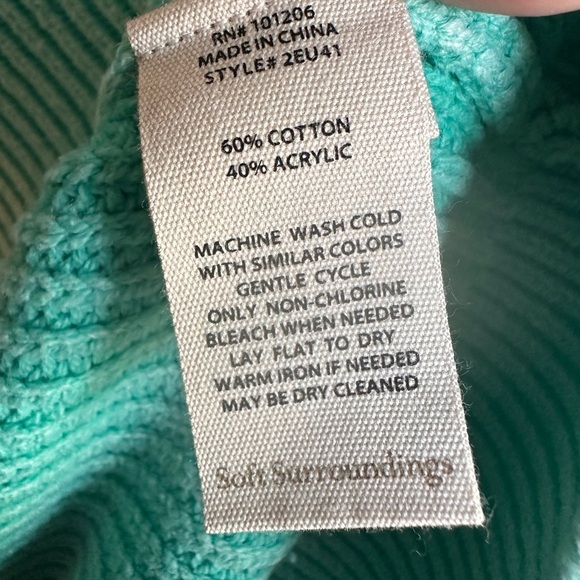 RN# 101206
MADE IN CHINA
STYLE# 2EU41
60% COTTON
40% ACRYLIC
MACHINE WASH COLD
WITH SIMILAR COLORS
GENTLE CYCLE
ONLY NON-CHLORINE
BLEACH WHEN NEEDED
LAY FLAT TO DRY
WARM IRON IF NEEDED
MAY BE DRY CLEANED
Soft Surroundings